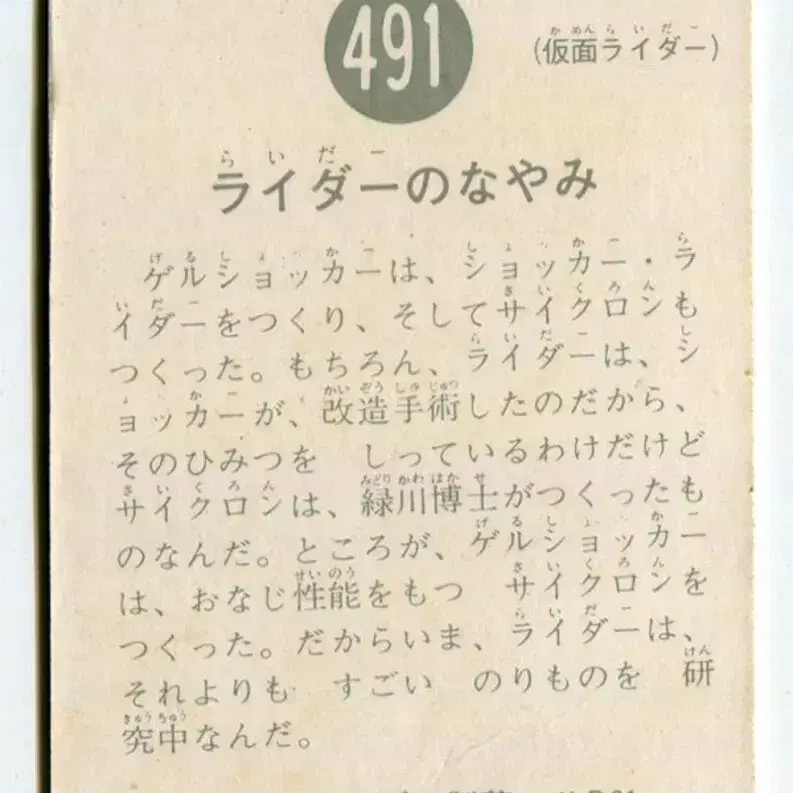 491
(仮面ライダー)
ライダーのなやみ
ゲルショッカーは、ショッカー・ラ
イダーをつくり、そしてサイクロンも
つくった。もちろん、ライダーは、シ
ョッカーが、改造手術したのだから、
そのひみつを しっているわけだけど
サイクロンは、緑川博士がつくったも
のなんだ。ところが、ゲルショッカー
は、おなじ性能をもつ サイクロンを
つくった。だからいま、ライダーは、
それよりも すごい のりものを 研
究中なんだ。